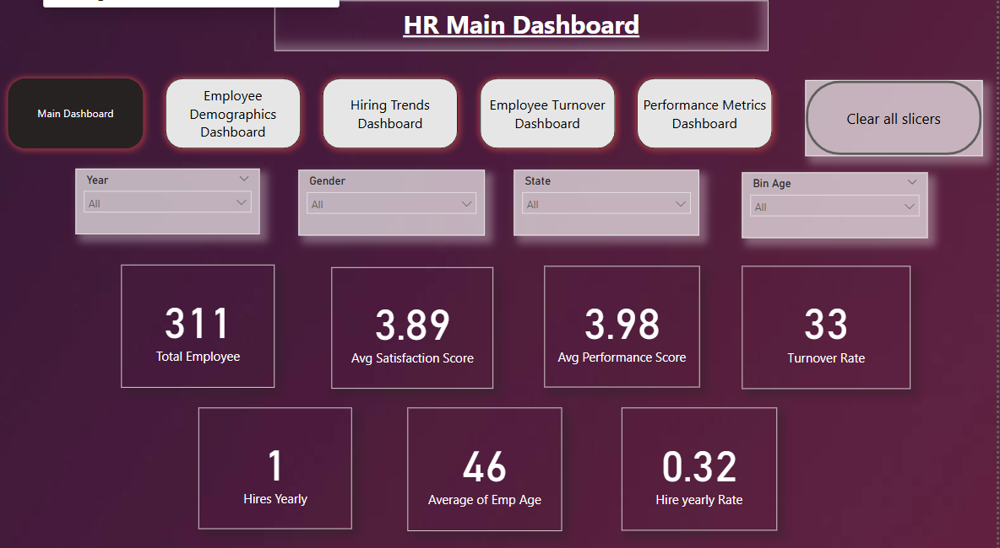 HR Main Dashboard
Main Dashboard
Employee
Demographics
Dashboard
Hiring Trends
Dashboard
Employee Turnover
Dashboard
Performance Metrics
Dashboard
Clear all slicers
Year
All
Gender
All
State
All
Bin Age
All
311
Total Employee
3.89
Avg Satisfaction Score
3.98
Avg Performance Score
33
Turnover Rate
1
Hires Yearly
46
Average of Emp Age
0.32
Hire yearly Rate